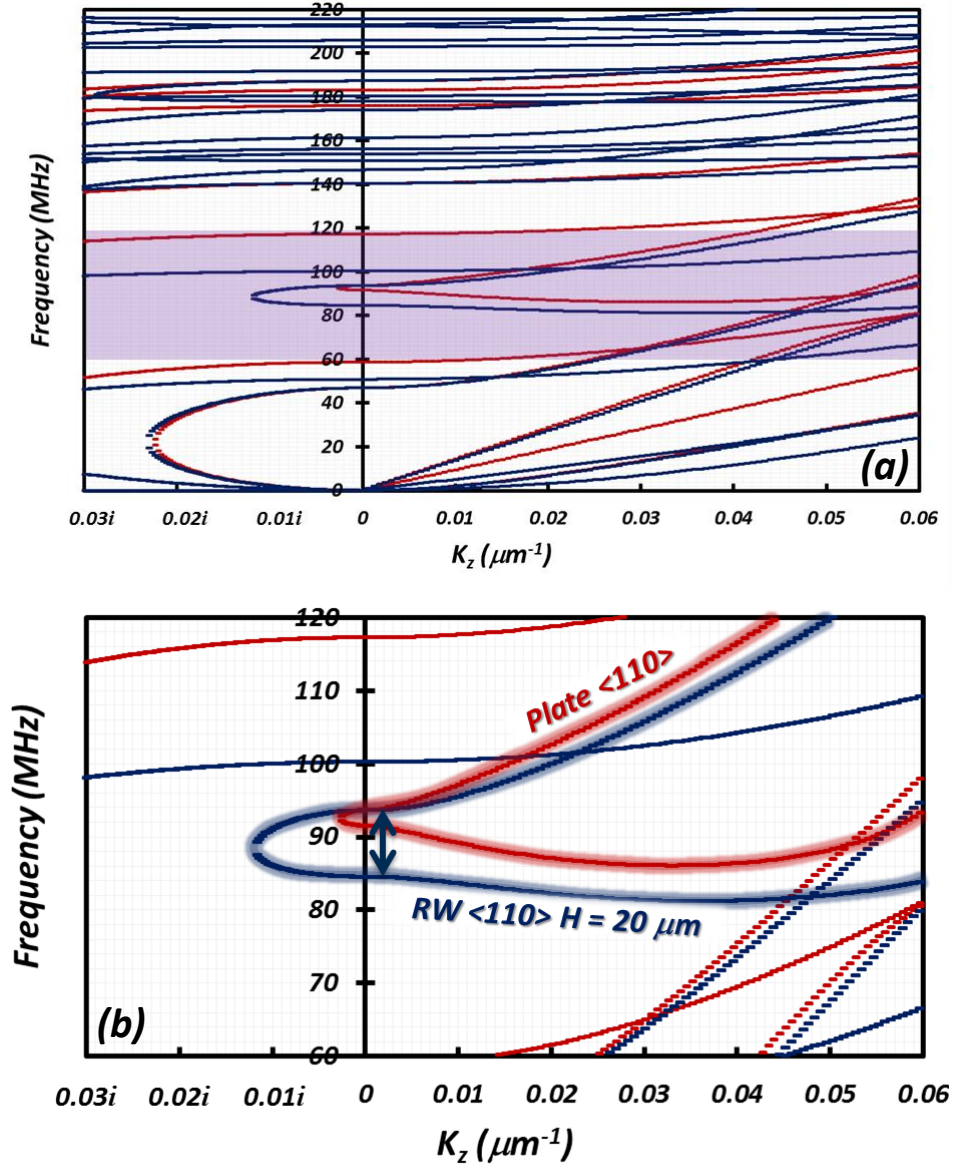 220
200
180
160
140
120
100
80
60
40
20
0
Frequency (MHz)
(a)
0.03i 0.02i 0.01i 0 0.01 0.02 0.03 0.04 0.05 0.06
Kz (μm-1)
120
110
100
90
80
70
60
Frequency (MHz)
Plate <110>
RW <110> H = 20 μm
(b)
0.03i 0.02i 0.01i 0 0.01 0.02 0.03 0.04 0.05 0.06
Kz (μm-1)